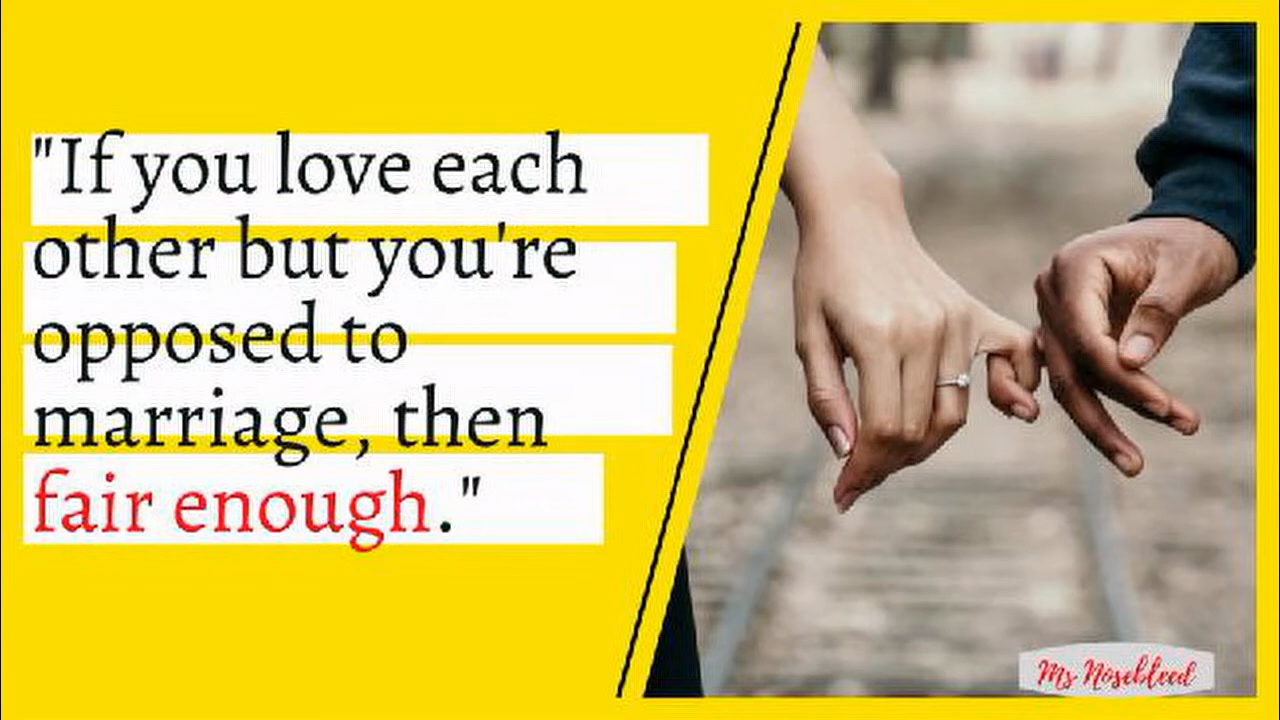 "If you love each
other but you're
opposed to
marriage, then
fair enough."
Ms Nosebleed